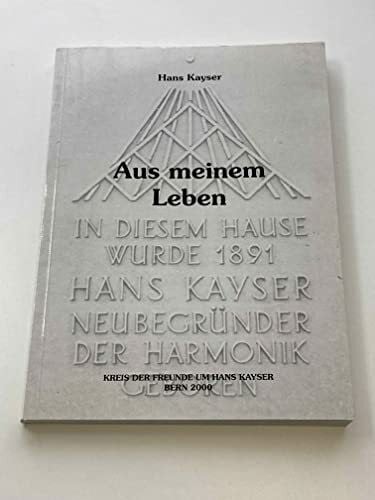 Hans Kayser
Aus meinem
Leben
IN DIESEM HAUSE
WURDE 1891
HANS KAYSER
NEUBEGRÜNDER
DER HARMONIK
GEBOREN
KREIS DER FREUNDE UM HANS KAYSER
BERN 2000